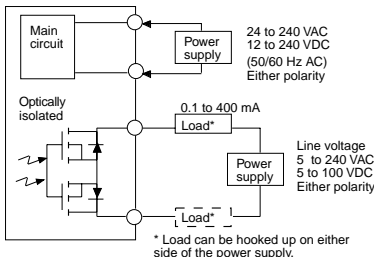 Main
circuit
Power
supply
24 to 240 VAC
12 to 240 VDC
(50/60 Hz AC)
Either polarity
Optically
isolated
0.1 to 400 mA
Load*
Power
supply
Line voltage
5 to 240 VAC
5 to 100 VDC
Either polarity
Load*
* Load can be hooked up on either
side of the power supply.